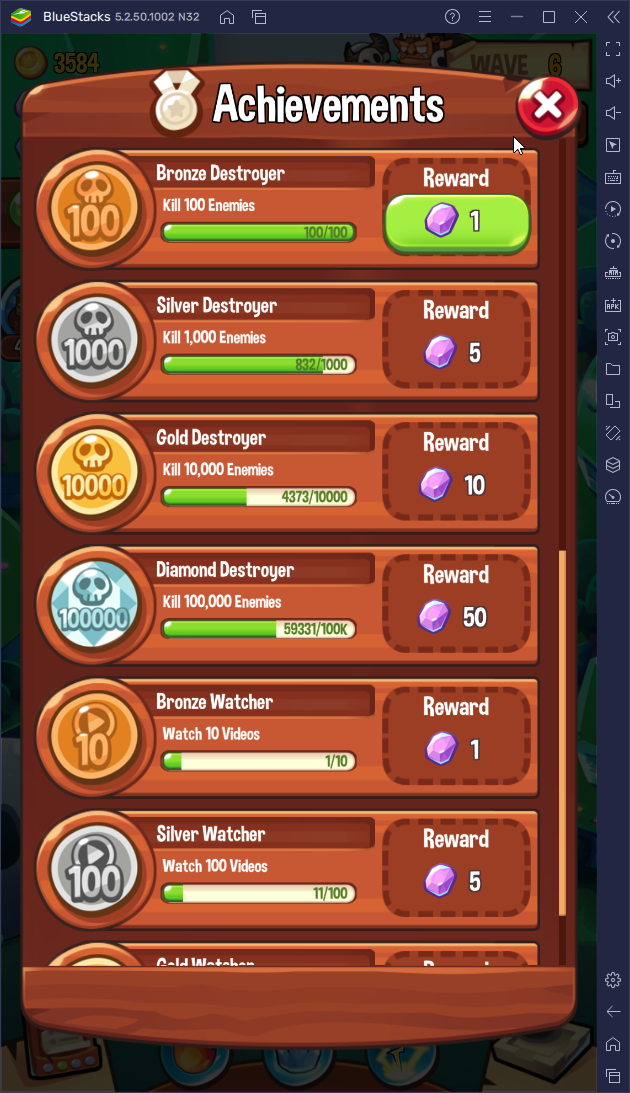 BlueStacks 5.2.50.1002 N32
3584
WAVE 6
Achievements
Bronze Destroyer
Kill 100 Enemies
100/100
100
Reward
1
Silver Destroyer
Kill 1,000 Enemies
832/1000
1000
Reward
5
Gold Destroyer
Kill 10,000 Enemies
4373/10000
10000
Reward
10
Diamond Destroyer
Kill 100,000 Enemies
59331/100K
100000
Reward
50
Bronze Watcher
Watch 10 Videos
1/10
10
Reward
1
Silver Watcher
Watch 100 Videos
11/100
100
Reward
5
Gold Watcher